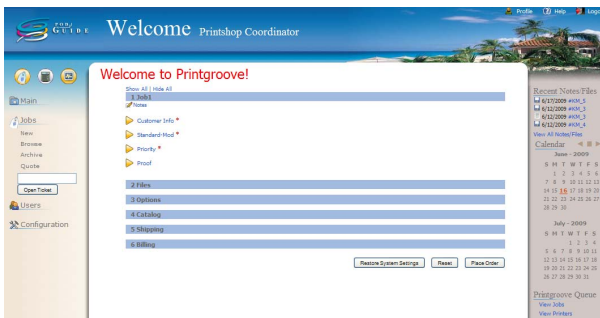 Profile Help Logo
PODJ
GUIDE
Welcome Printshop Coordinator
Main
Jobs
New
Browse
Archive
Quote
Open Ticket
Users
Configuration
Welcome to Printgroove!
Show All | Hide All
1 Job1
Notes
Customer Info *
Standard-Mod *
Priority *
Proof
2 Files
3 Options
4 Catalog
5 Shipping
6 Billing
Restore System Settings Reset Place Order
Recent Notes/Files
6/17/2009 #KM_5
6/12/2009 #KM_3
6/12/2009 #KM_3
6/12/2009 #KM_4
View All Notes/Files
Calendar
June - 2009
S M T W T F S
1 2 3 4 5 6
7 8 9 10 11 12 13
14 15 16 17 18 19 20
21 22 23 24 25 26 27
28 29 30
July - 2009
S M T W T F S
1 2 3 4
5 6 7 8 9 10 11
12 13 14 15 16 17 18
19 20 21 22 23 24 25
26 27 28 29 30 31
Printgroove Queue
View Jobs
View Printers